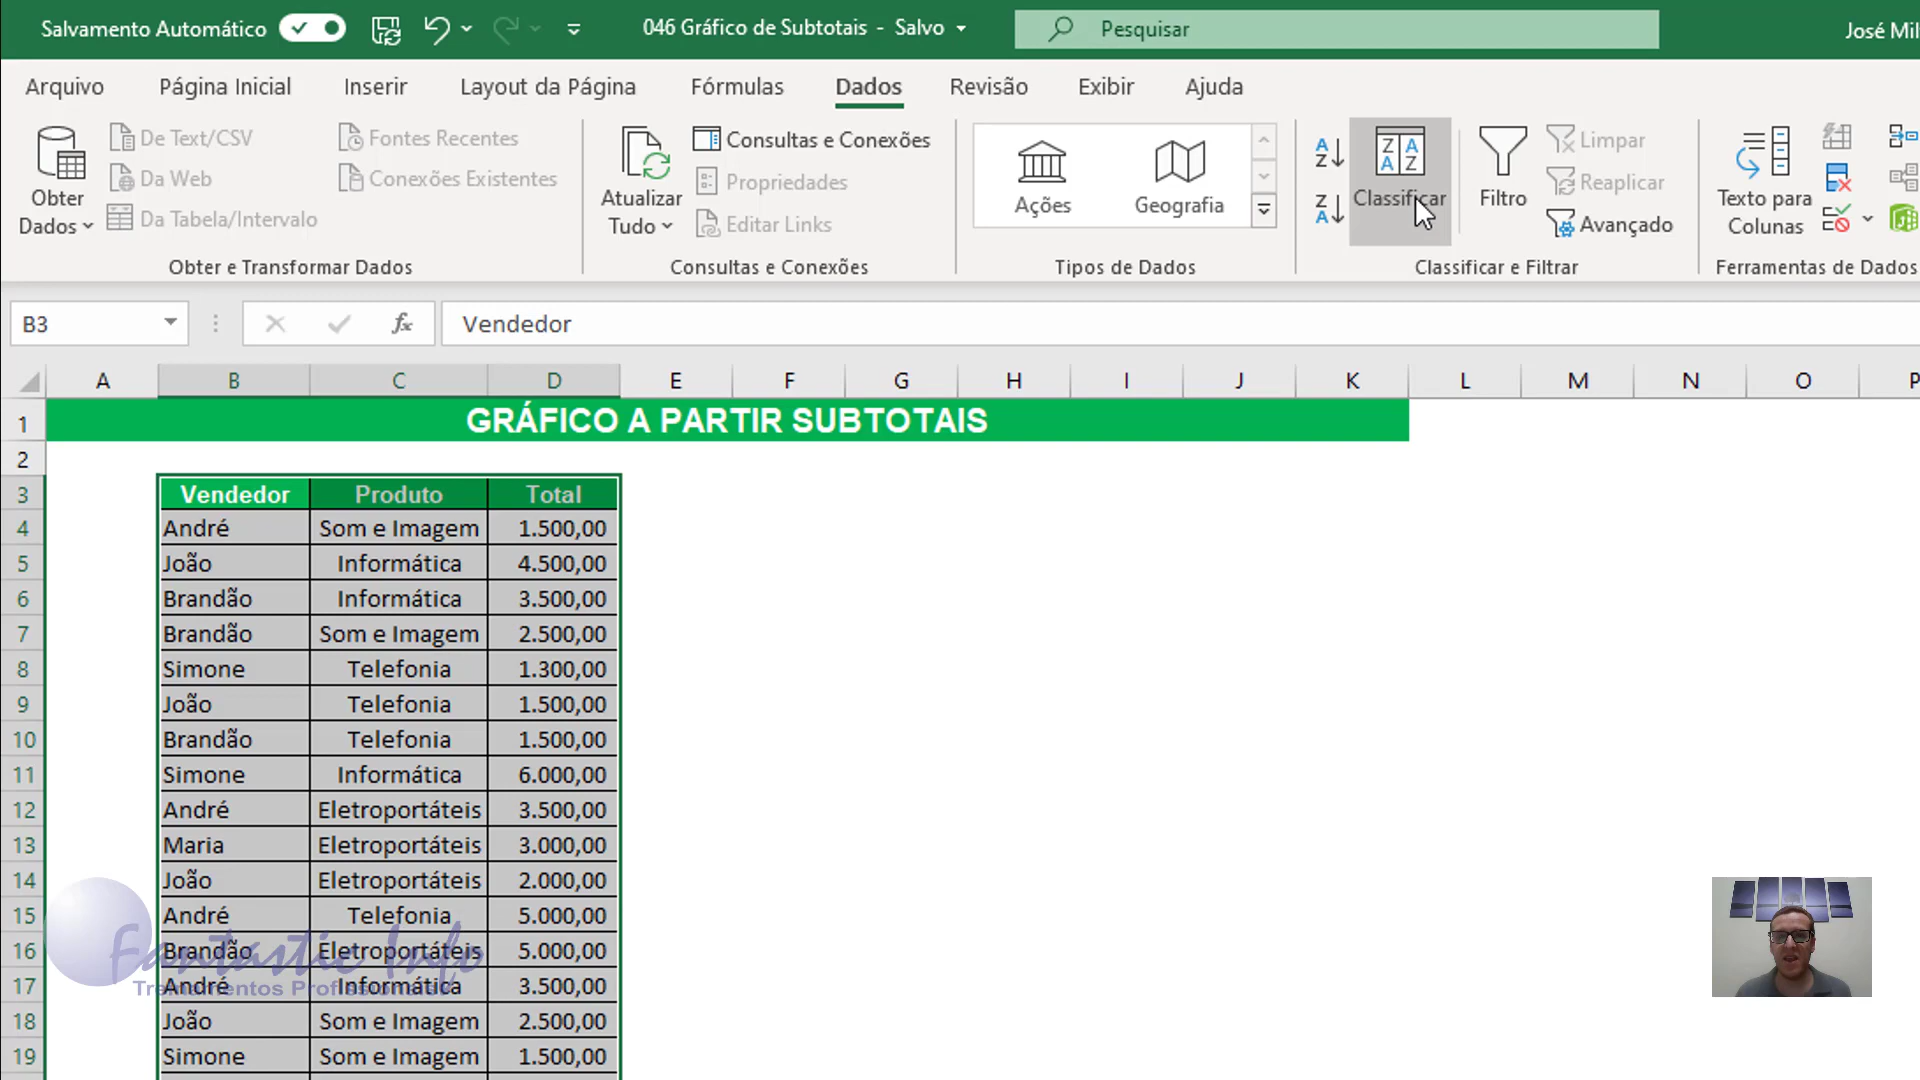 Salvamento Automático
046 Gráfico de Subtotais - Salvo
Pesquisar
José Mil
Arquivo Página Inicial Inserir Layout da Página Fórmulas Dados Revisão Exibir Ajuda
Obter Dados
De Text/CSV
Da Web
Da Tabela/Intervalo
Fontes Recentes
Conexões Existentes
Obter e Transformar Dados
Atualizar Tudo
Consultas e Conexões
Propriedades
Editar Links
Consultas e Conexões
Ações
Geografia
Tipos de Dados
Classificar
Filtro
Limpar
Reaplicar
Avançado
Classificar e Filtrar
Texto para Colunas
Ferramentas de Dados
B3
fx
Vendedor
A B C D E F G H I J K L M N O P
1 GRÁFICO A PARTIR SUBTOTAIS
2
3 Vendedor Produto Total
4 André Som e Imagem 1.500,00
5 João Informática 4.500,00
6 Brandão Informática 3.500,00
7 Brandão Som e Imagem 2.500,00
8 Simone Telefonia 1.300,00
9 João Telefonia 1.500,00
10 Brandão Telefonia 1.500,00
11 Simone Informática 6.000,00
12 André Eletroportáteis 3.500,00
13 Maria Eletroportáteis 3.000,00
14 João Eletroportáteis 2.000,00
15 André Telefonia 5.000,00
16 Brandão Eletroportáteis 5.000,00
17 André Informática 3.500,00
18 João Som e Imagem 2.500,00
19 Simone Som e Imagem 1.500,00
Fantastic Info
Treinamentos Profissionais